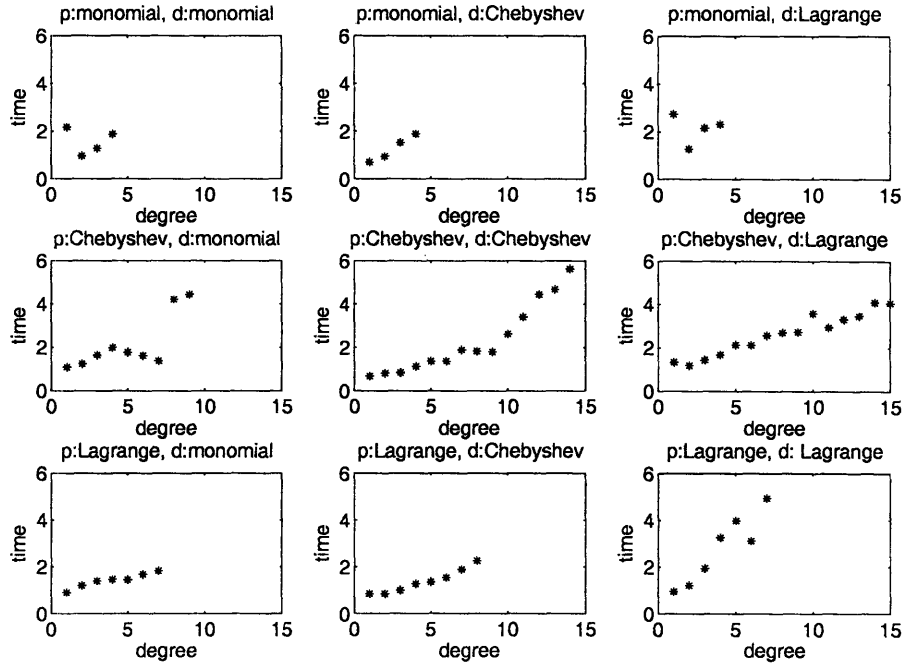 p:monomial, d:monomial
p:monomial, d:Chebyshev
p:monomial, d:Lagrange
6
4
2
0
time
0 5 10 15
degree
6
4
2
0
time
0 5 10 15
degree
6
4
2
0
time
0 5 10 15
degree
p:Chebyshev, d:monomial
p:Chebyshev, d:Chebyshev
p:Chebyshev, d:Lagrange
6
4
2
0
time
0 5 10 15
degree
6
4
2
0
time
0 5 10 15
degree
6
4
2
0
time
0 5 10 15
degree
p:Lagrange, d:monomial
p:Lagrange, d:Chebyshev
p:Lagrange, d: Lagrange
6
4
2
0
time
0 5 10 15
degree
6
4
2
0
time
0 5 10 15
degree
6
4
2
0
time
0 5 10 15
degree